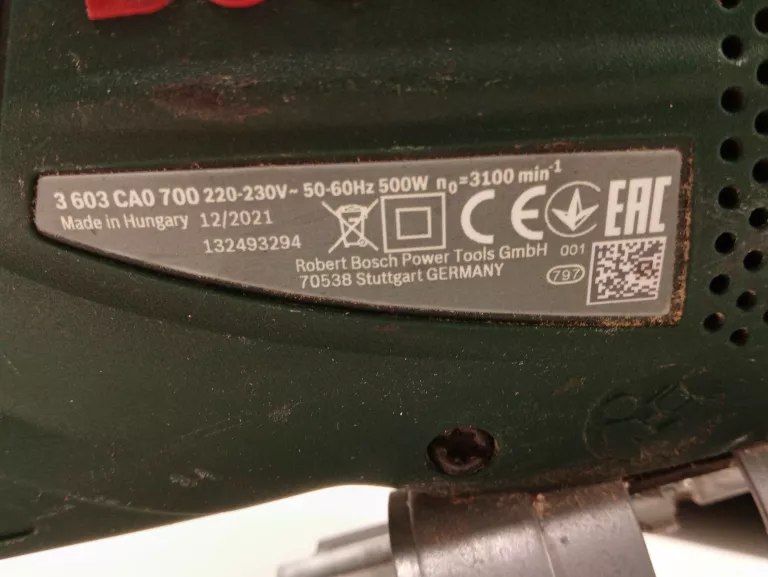 3 603 CA0 700 220-230V~ 50-60Hz 500W n₀=3100 min⁻¹
Made in Hungary 12/2021
132493294
CE EAC
Robert Bosch Power Tools GmbH 001
70538 Stuttgart GERMANY 797